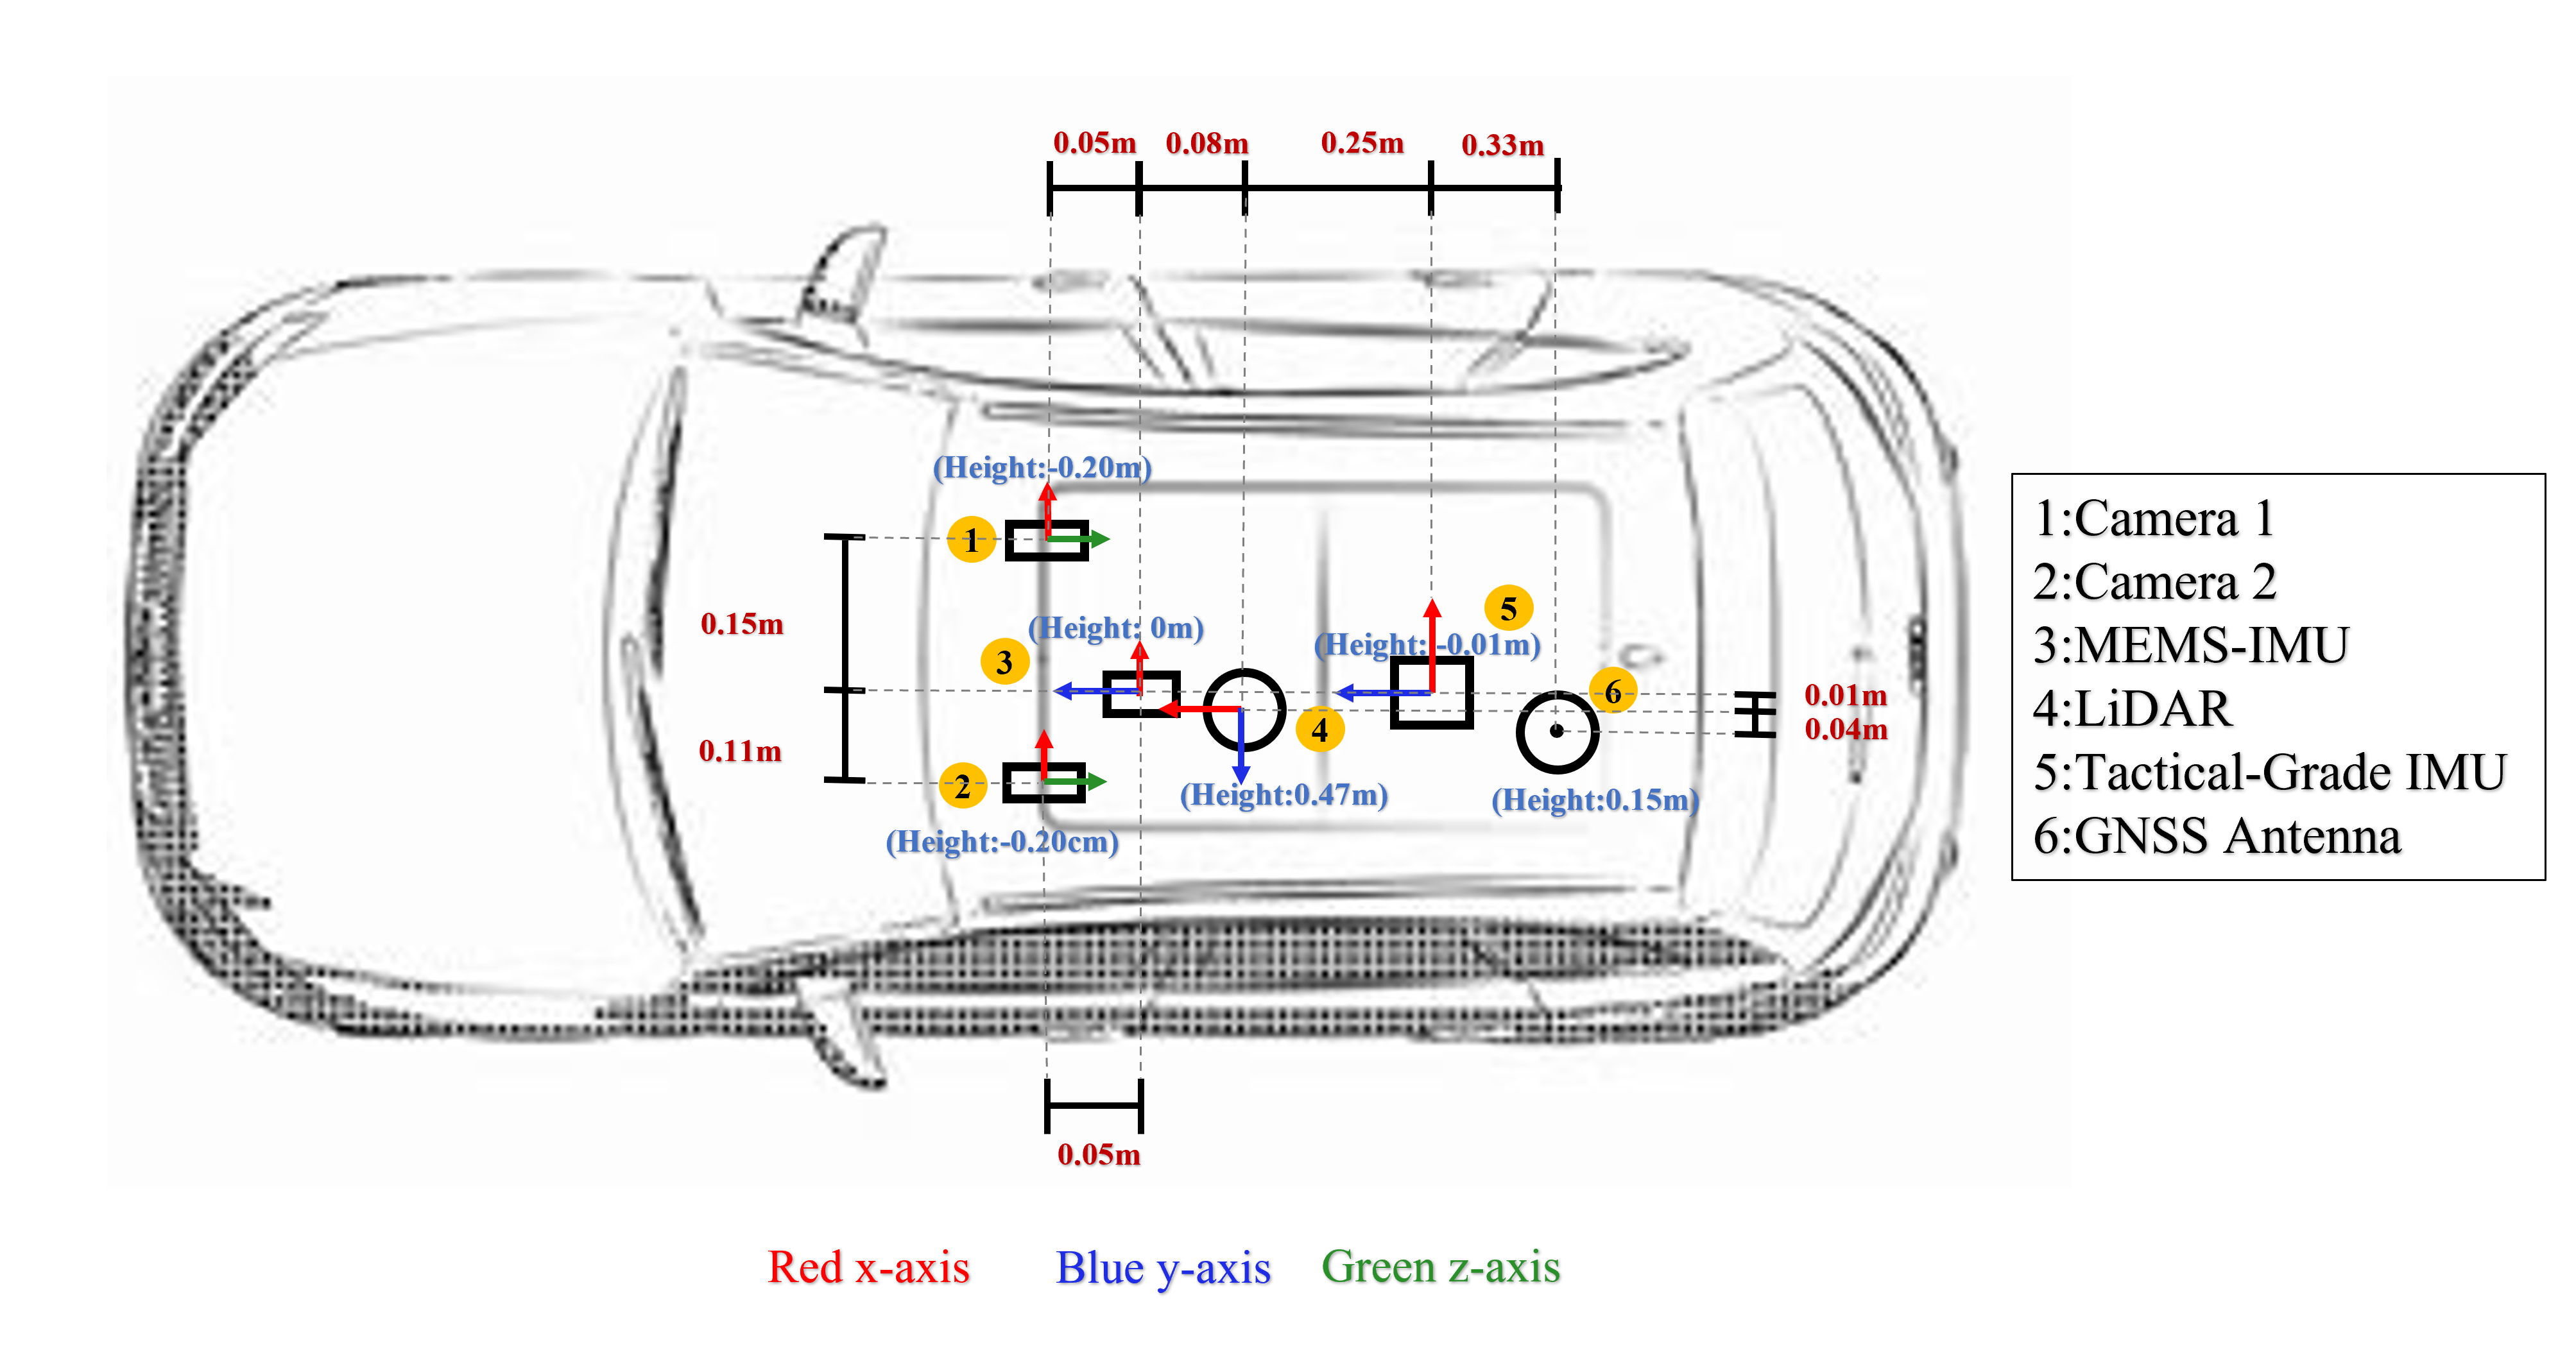 0.05m 0.08m 0.25m 0.33m
(Height:-0.20m)
1
0.15m
5
(Height: 0m)
(Height: -0.01m)
3
6
0.01m
4
0.04m
0.11m
2
(Height:0.47m)
(Height:0.15m)
(Height:-0.20cm)
0.05m
1:Camera 1
2:Camera 2
3:MEMS-IMU
4:LiDAR
5:Tactical-Grade IMU
6:GNSS Antenna
Red x-axis Blue y-axis Green z-axis